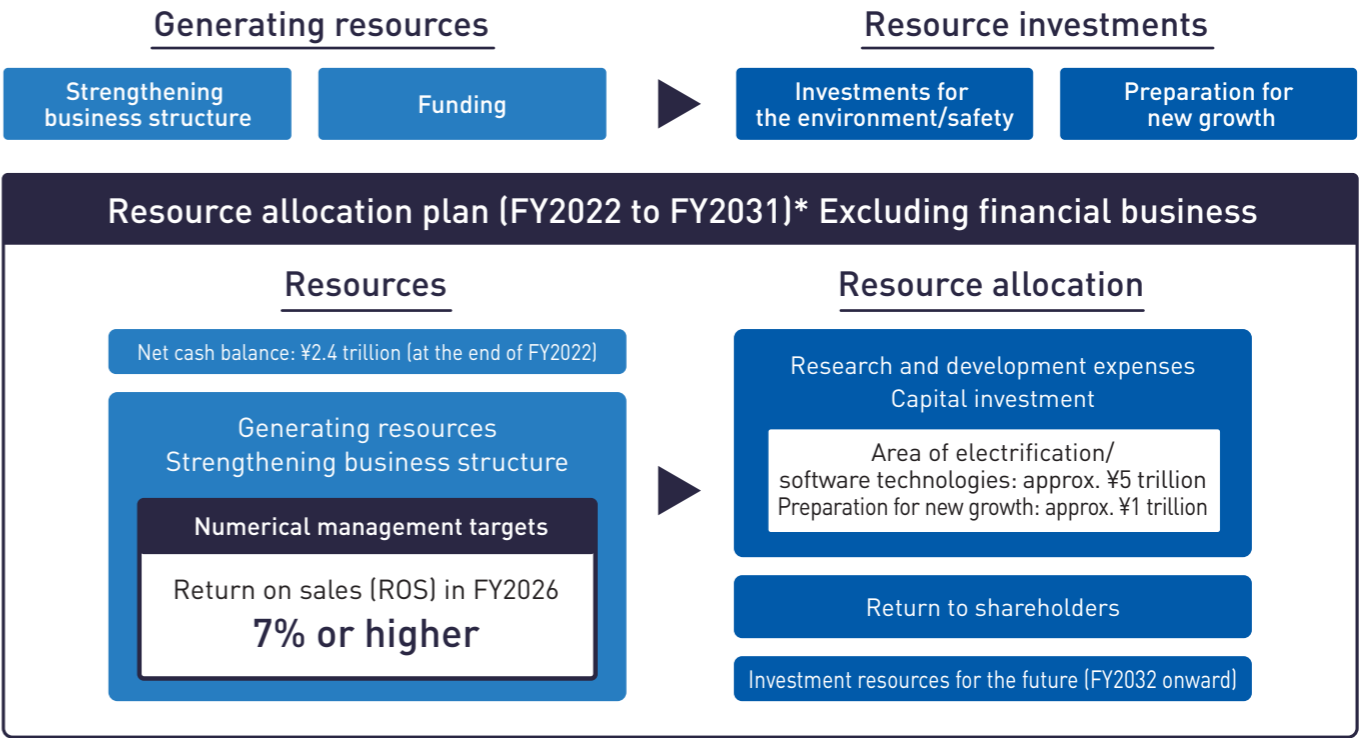 Generating resources
Strengthening
business structure
Funding
Resource investments
Investments for
the environment/safety
Preparation for
new growth
Resource allocation plan (FY2022 to FY2031)* Excluding financial business
Resources
Net cash balance: ¥2.4 trillion (at the end of FY2022)
Generating resources
Strengthening business structure
Numerical management targets
Return on sales (ROS) in FY2026
7% or higher
Resource allocation
Research and development expenses
Capital investment
Area of electrification/
software technologies: approx. ¥5 trillion
Preparation for new growth: approx. ¥1 trillion
Return to shareholders
Investment resources for the future (FY2032 onward)